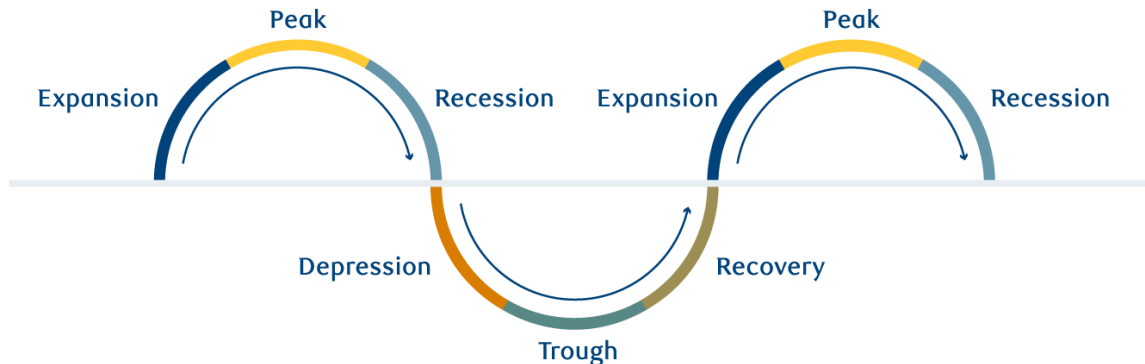 Peak
Expansion
Recession
Depression
Trough
Recovery
Peak
Expansion
Recession